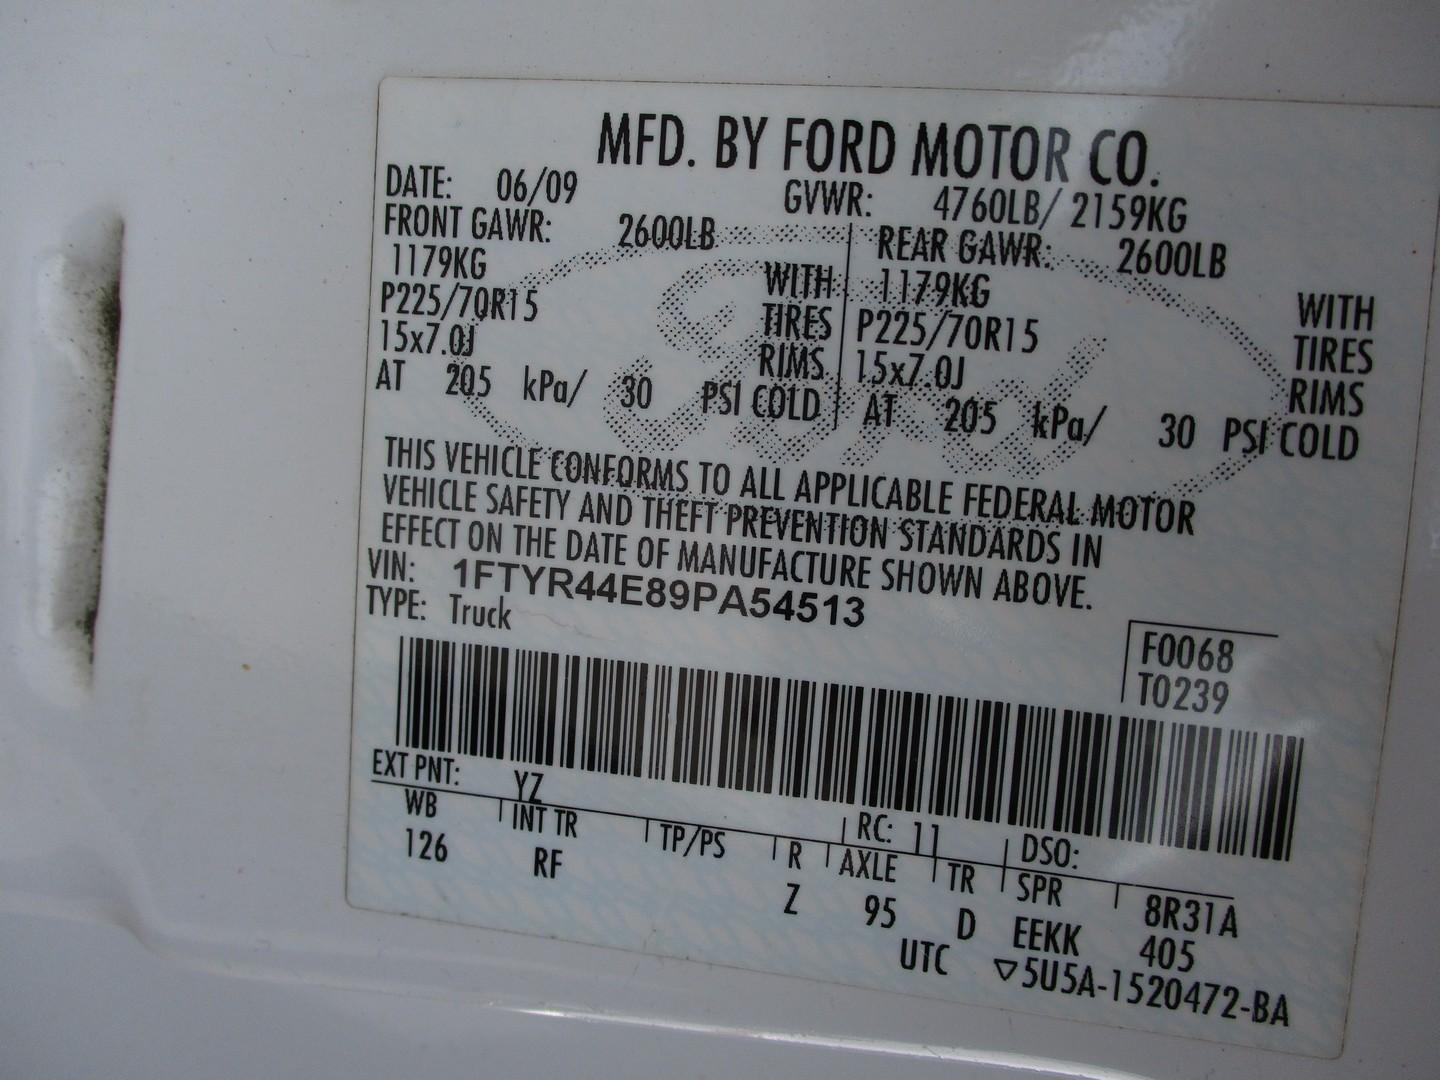 MFD. BY FORD MOTOR CO.
DATE: 06/09 GVWR: 4760LB/ 2159KG
FRONT GAWR: 2600LB REAR GAWR: 2600LB
1179KG WITH 1179KG WITH
P225/70R15 TIRES P225/70R15 TIRES
15x7.0J RIMS 15x7.0J RIMS
AT 205 kPa/ 30 PSI COLD AT 205 kPa/ 30 PSI COLD
THIS VEHICLE CONFORMS TO ALL APPLICABLE FEDERAL MOTOR
VEHICLE SAFETY AND THEFT PREVENTION STANDARDS IN
EFFECT ON THE DATE OF MANUFACTURE SHOWN ABOVE.
VIN: 1FTYR44E89PA54513
TYPE: Truck
F0068
T0239
EXT PNT: YZ RC: 11 DSO:
WB INT TR TP/PS R AXLE TR SPR 8R31A
126 RF Z 95 D EEKK 405
UTC ▽5U5A-1520472-BA
Ford